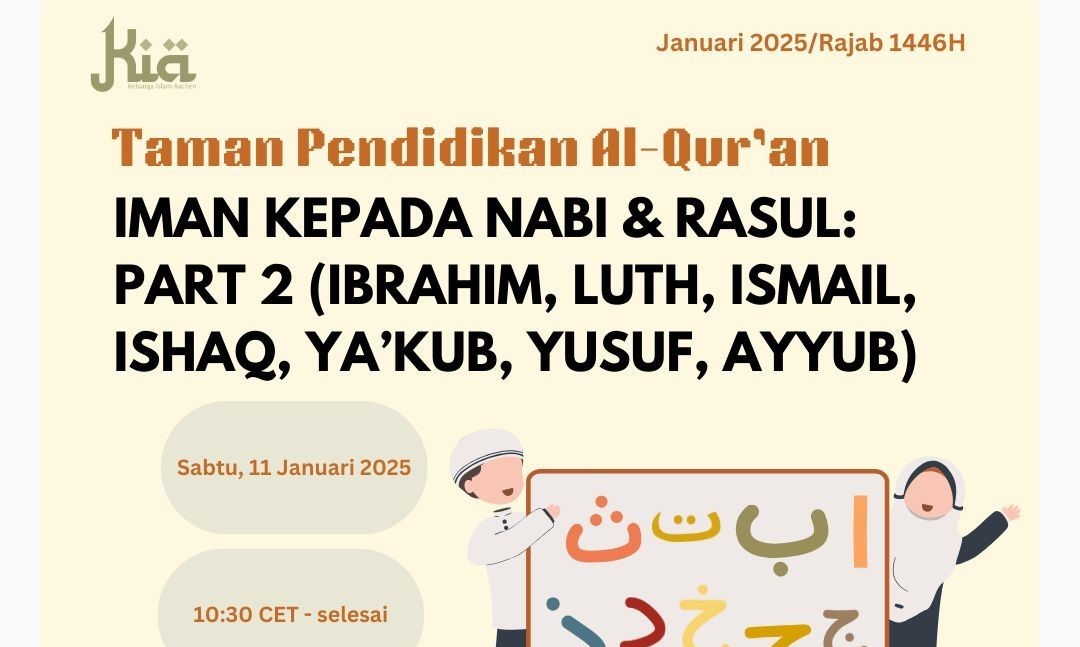 Kia
Keluarga Islam Aachen
Januari 2025/Rajab 1446H
Taman Pendidikan Al-Qur'an
IMAN KEPADA NABI & RASUL:
PART 2 (IBRAHIM, LUTH, ISMAIL,
ISHAQ, YA’KUB, YUSUF, AYYUB)
Sabtu, 11 Januari 2025
10:30 CET - selesai
ا ب ت ث
ج ح خ د ذ